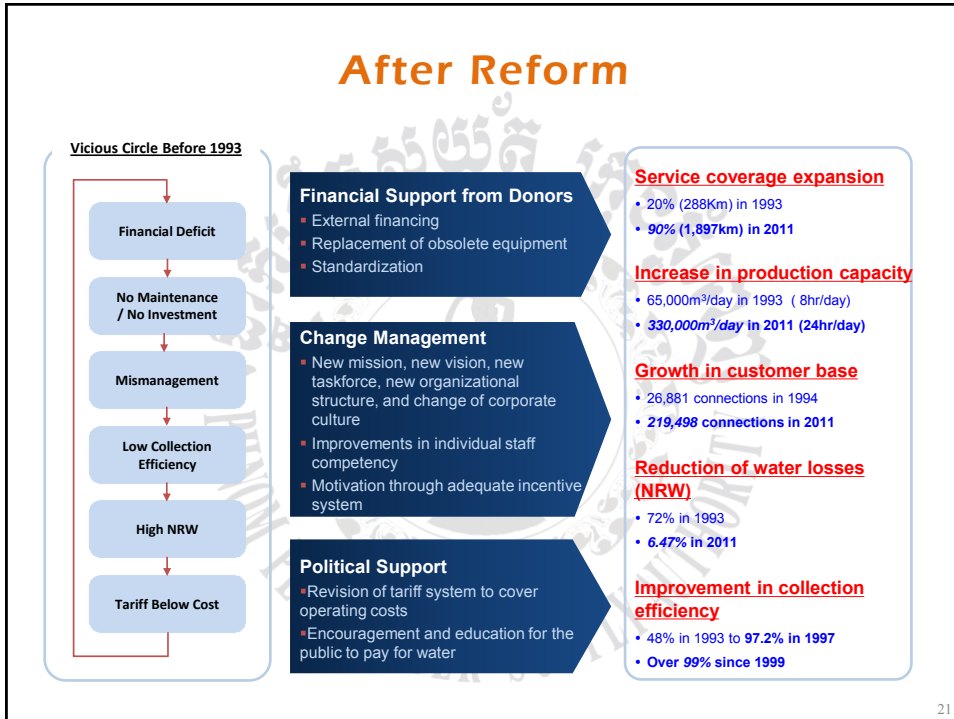 After Reform
Vicious Circle Before 1993
Financial Deficit
No Maintenance
/ No Investment
Mismanagement
Low Collection
Efficiency
High NRW
Tariff Below Cost
Financial Support from Donors
▪ External financing
▪ Replacement of obsolete equipment
▪ Standardization
Change Management
▪ New mission, new vision, new
taskforce, new organizational
structure, and change of corporate
culture
▪ Improvements in individual staff
competency
▪ Motivation through adequate incentive
system
Political Support
▪Revision of tariff system to cover
operating costs
▪Encouragement and education for the
public to pay for water
Service coverage expansion
• 20% (288Km) in 1993
• 90% (1,897km) in 2011
Increase in production capacity
• 65,000m³/day in 1993 ( 8hr/day)
• 330,000m³/day in 2011 (24hr/day)
Growth in customer base
• 26,881 connections in 1994
• 219,498 connections in 2011
Reduction of water losses
(NRW)
• 72% in 1993
• 6.47% in 2011
Improvement in collection
efficiency
• 48% in 1993 to 97.2% in 1997
• Over 99% since 1999
21